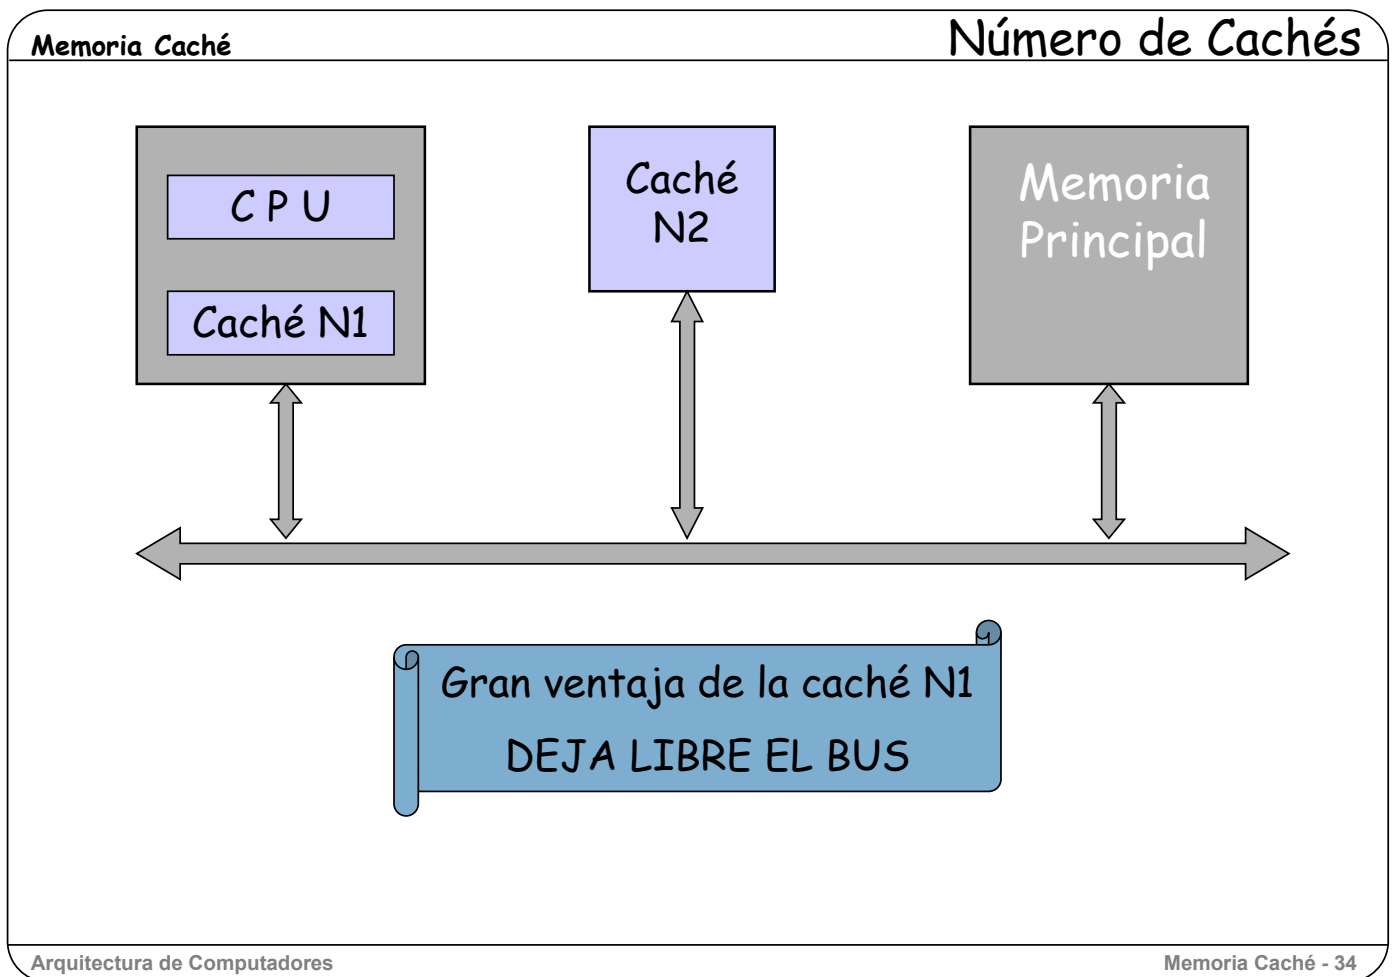 Memoria Caché
Número de Cachés
C P U
Caché N1
Caché
N2
Memoria
Principal
Gran ventaja de la caché N1
DEJA LIBRE EL BUS
Arquitectura de Computadores
Memoria Caché - 34